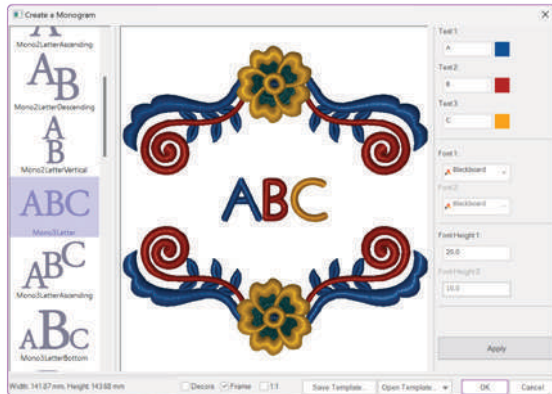 Create a Monogram
Mono2LetterAscending
AB
Mono2LetterDescending
A
B
Mono2LetterVertical
ABC
Mono3Letter
ABC
Mono3LetterAscending
ABC
Mono3LetterBottom
ABC
Text 1:
A
Text 2:
B
Text 3:
C
Font 1:
Blackboard
Font 2:
Blackboard
Font Height 1:
20.0
Font Height 2:
10.0
Apply
Width: 141.87 mm, Height: 143.68 mm
Decors
Frame
1:1
Save Template...
Open Template...
OK
Cancel